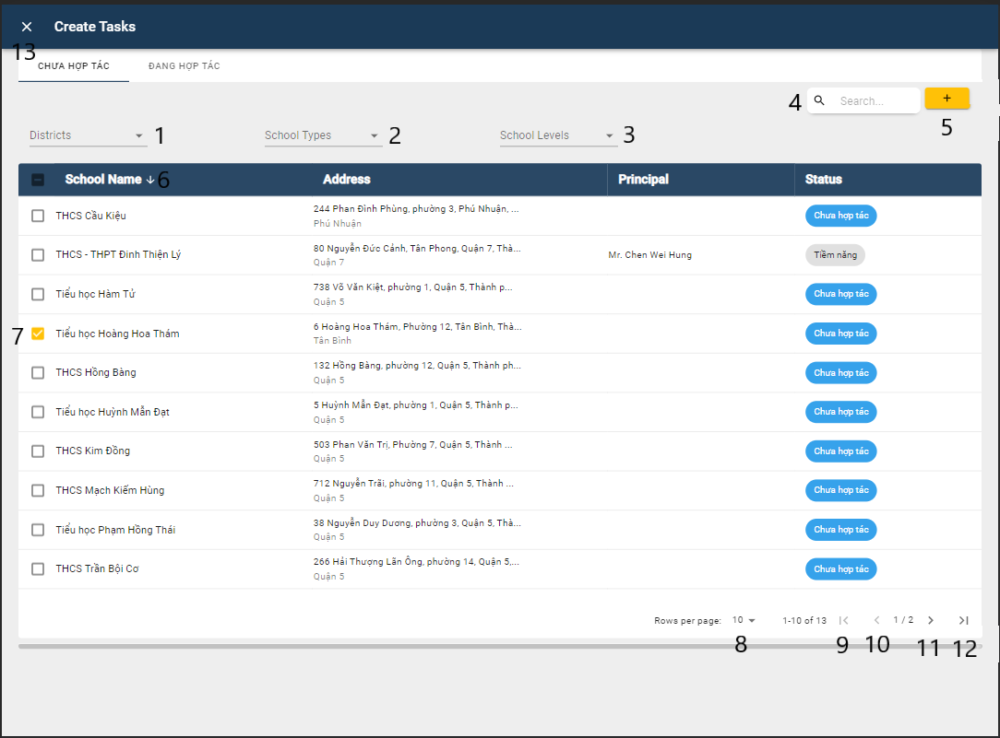 Create Tasks
13
CHƯA HỢP TÁC ĐANG HỢP TÁC
4 Search... +
5
Districts 1 School Types 2 School Levels 3
School Name 6 Address Principal Status
THCS Cầu Kiệu 244 Phan Đình Phùng, phường 3, Phú Nhuận, ... Chưa hợp tác
Phú Nhuận
THCS - THPT Đinh Thiện Lý 80 Nguyễn Đức Cảnh, Tân Phong, Quận 7, Thà... Mr. Chen Wei Hung Tiềm năng
Quận 7
Tiểu học Hàm Tử 738 Võ Văn Kiệt, phường 1, Quận 5, Thành p... Chưa hợp tác
Quận 5
7 Tiểu học Hoàng Hoa Thám 6 Hoàng Hoa Thám, Phường 12, Tân Bình, Thà... Chưa hợp tác
Tân Bình
THCS Hồng Bàng 132 Hồng Bàng, phường 12, Quận 5, Thành ph... Chưa hợp tác
Quận 5
Tiểu học Huỳnh Mẫn Đạt 5 Huỳnh Mẫn Đạt, phường 1, Quận 5, Thành p... Chưa hợp tác
Quận 5
THCS Kim Đồng 503 Phan Văn Trị, Phường 7, Quận 5, Thành ... Chưa hợp tác
Quận 5
THCS Mạch Kiếm Hùng 712 Nguyễn Trãi, phường 11, Quận 5, Thành ... Chưa hợp tác
Quận 5
Tiểu học Phạm Hồng Thái 38 Nguyễn Duy Dương, phường 3, Quận 5, Thà... Chưa hợp tác
Quận 5
THCS Trần Bội Cơ 266 Hải Thượng Lãn Ông, phường 14, Quận 5,... Chưa hợp tác
Quận 5
Rows per page: 10 1-10 of 13 1 / 2
8 9 10 11 12